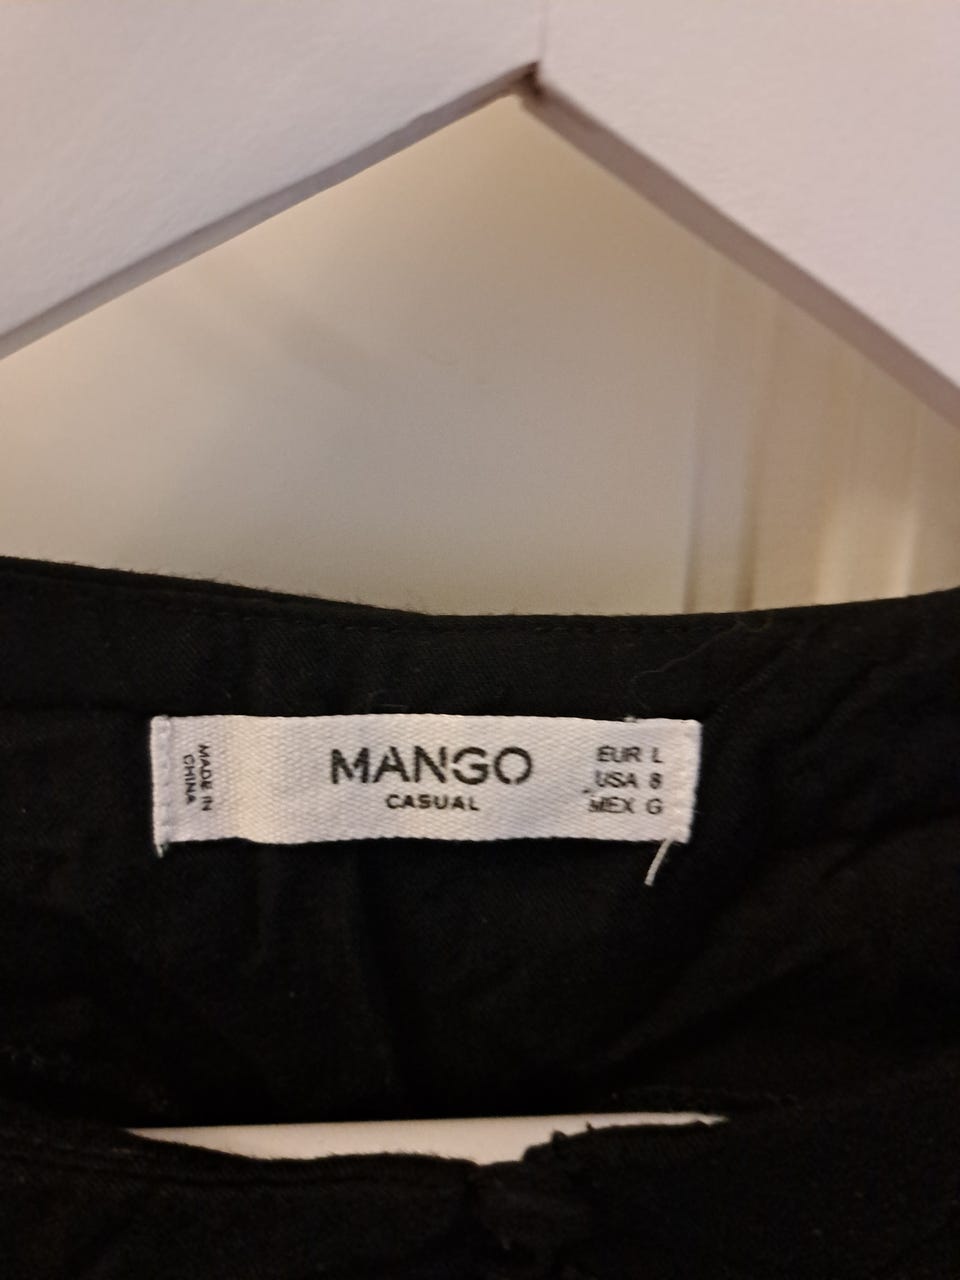 MADE IN
CHINA
MANGO
CASUAL
EUR L
USA 8
MEX G